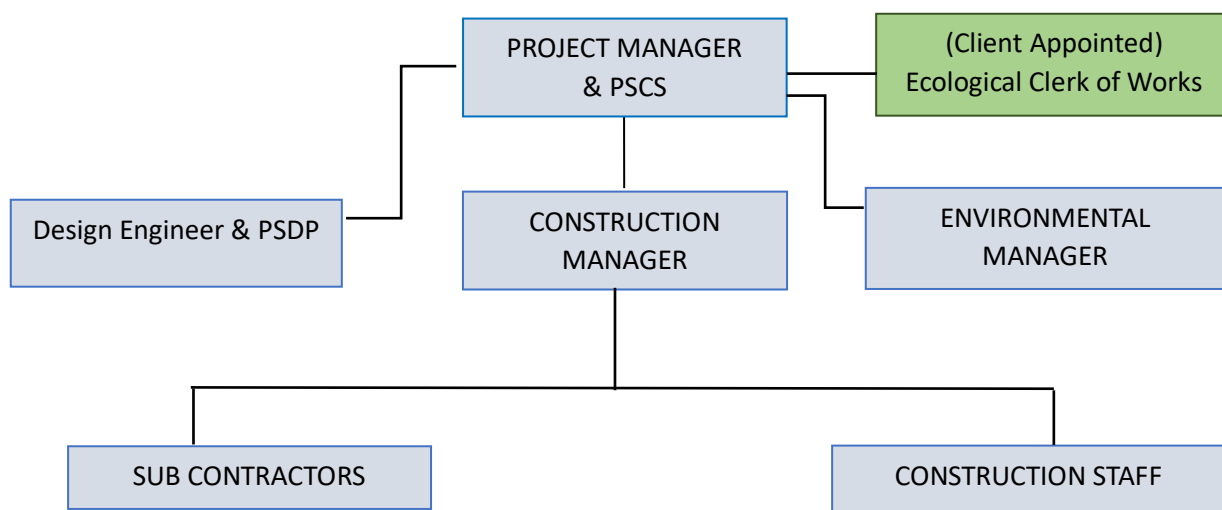 PROJECT MANAGER
& PSCS
(Client Appointed)
Ecological Clerk of Works
Design Engineer & PSDP
CONSTRUCTION
MANAGER
ENVIRONMENTAL
MANAGER
SUB CONTRACTORS
CONSTRUCTION STAFF